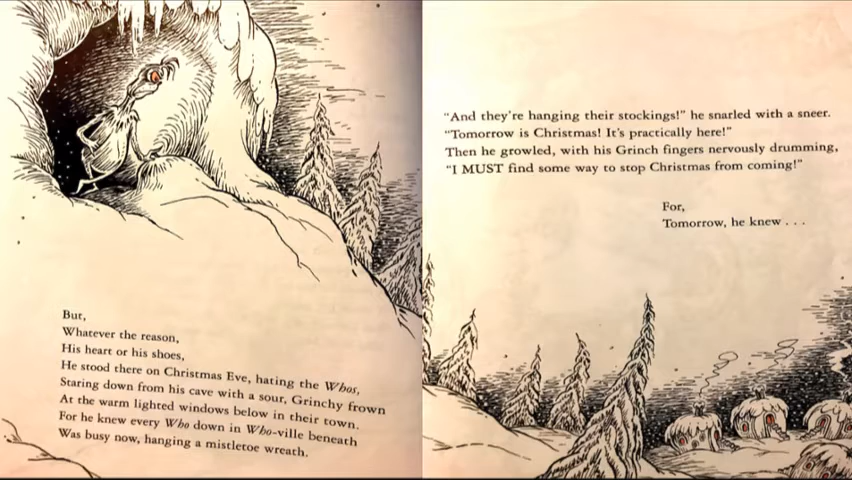 But,
Whatever the reason,
His heart or his shoes,
He stood there on Christmas Eve, hating the Whos,
Staring down from his cave with a sour, Grinchy frown
At the warm lighted windows below in their town.
For he knew every Who down in Who-ville beneath
Was busy now, hanging a mistletoe wreath.
"And they're hanging their stockings!" he snarled with a sneer.
"Tomorrow is Christmas! It's practically here!"
Then he growled, with his Grinch fingers nervously drumming,
"I MUST find some way to stop Christmas from coming!"
For,
Tomorrow, he knew . . .